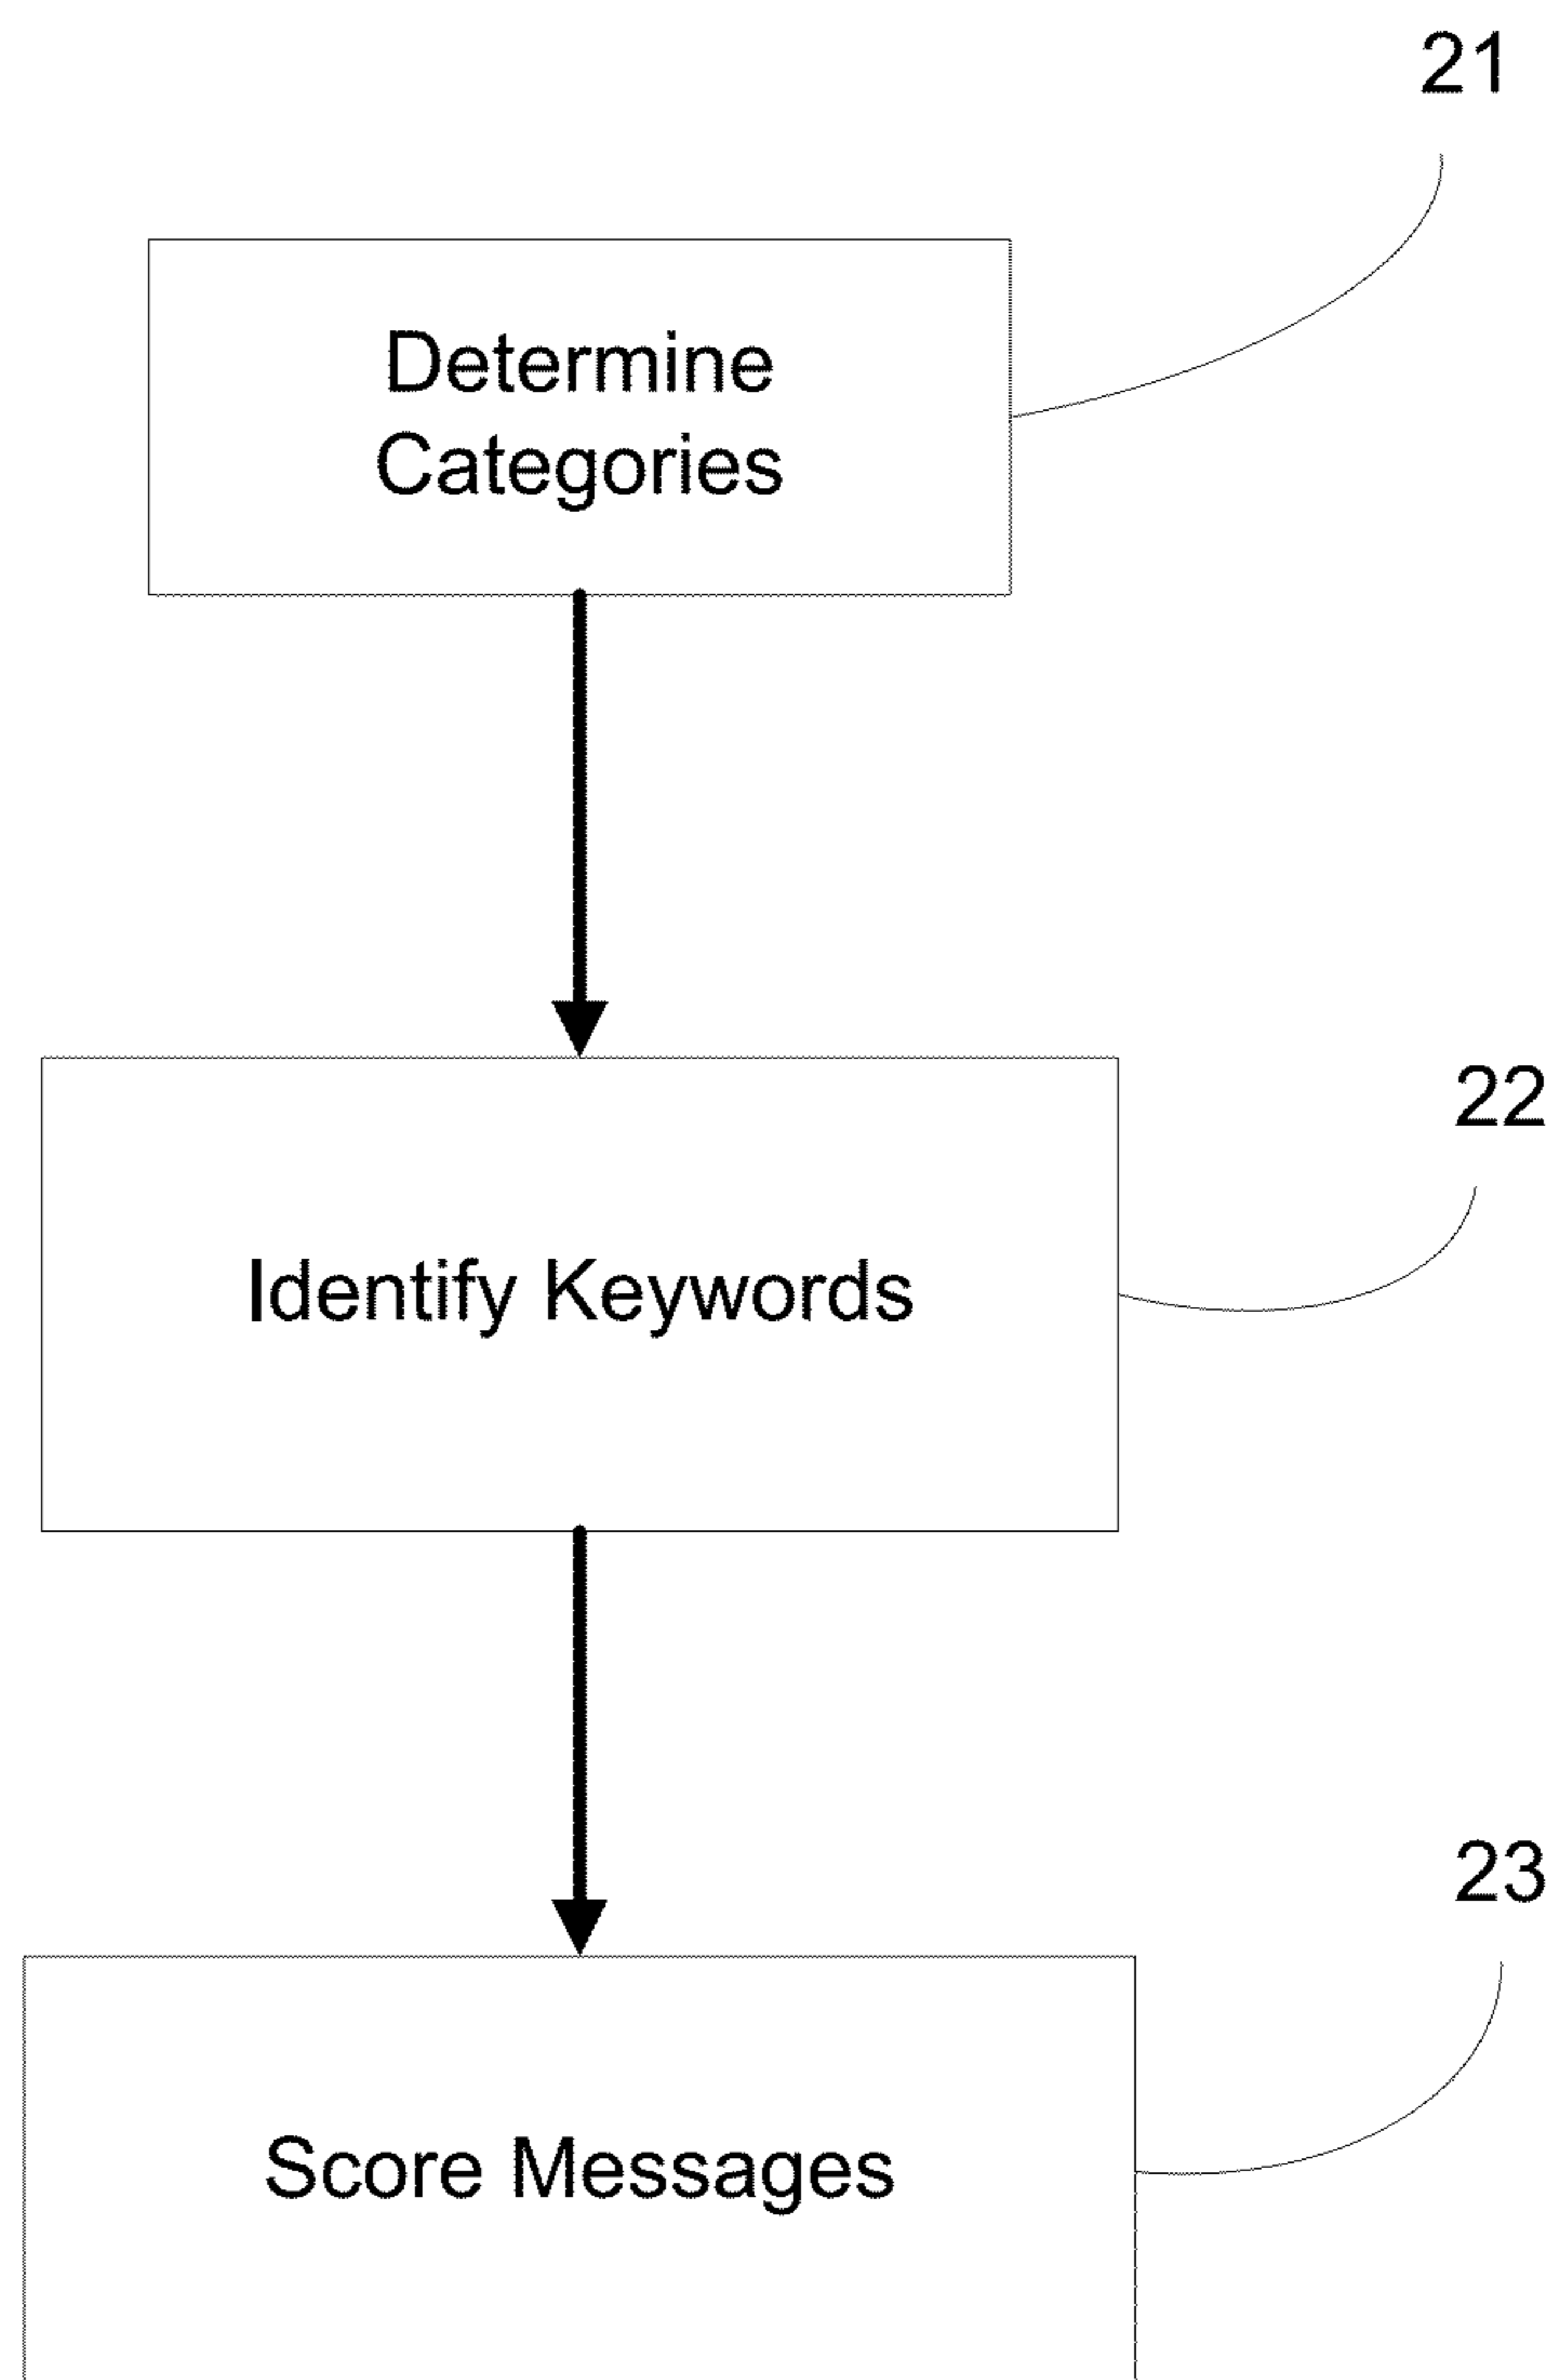 21
Determine
Categories
22
Identify Keywords
23
Score Messages